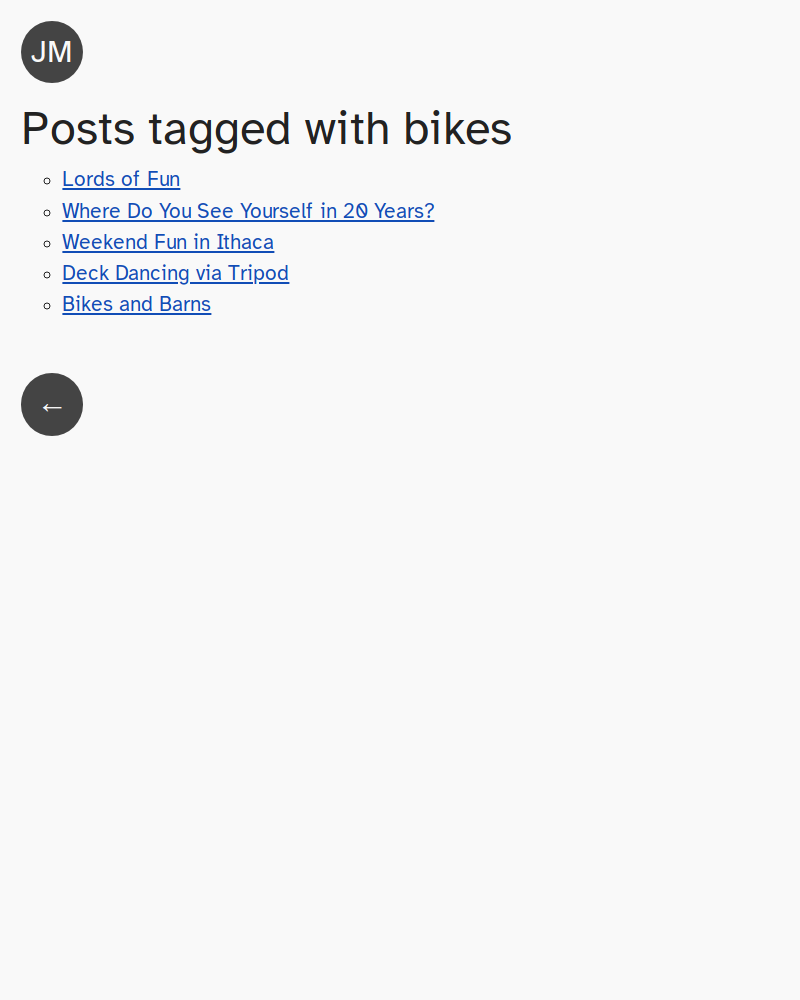 JM
Posts tagged with bikes
Lords of Fun
Where Do You See Yourself in 20 Years?
Weekend Fun in Ithaca
Deck Dancing via Tripod
Bikes and Barns
←